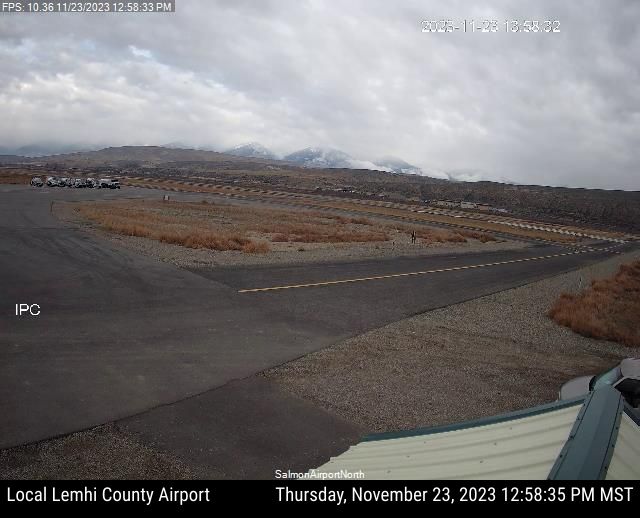 FPS: 10.36 11/23/2023 12:58:33 PM
2023-11-23 13:58:32
IPC
SalmonAirportNorth
Local Lemhi County Airport
Thursday, November 23, 2023 12:58:35 PM MST